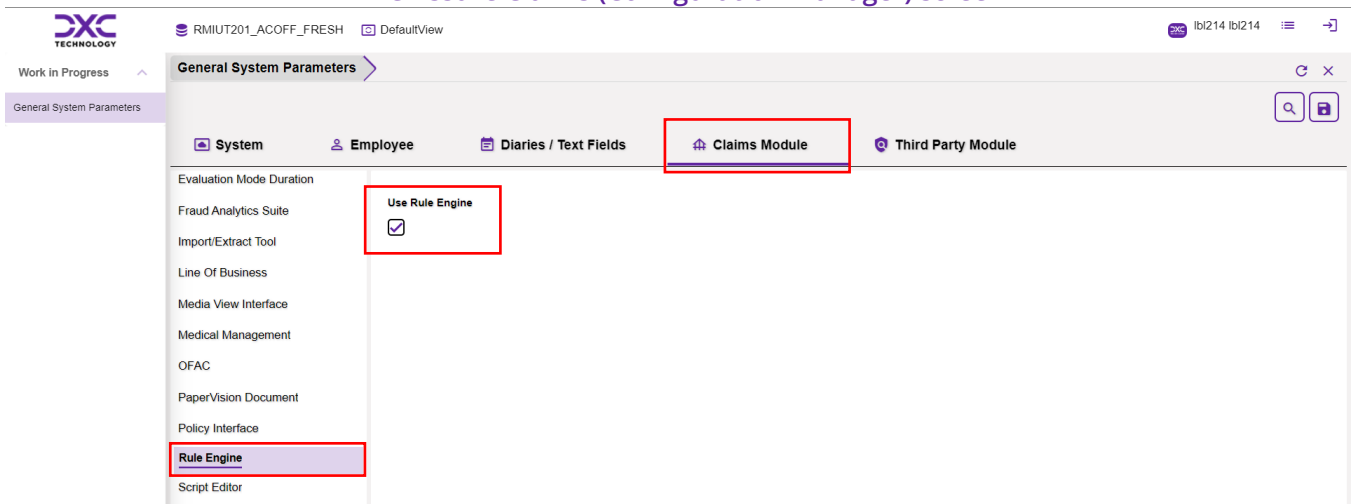 DXC
TECHNOLOGY
RMIUT201_ACOFF_FRESH DefaultView
DXC lbl214 lbl214
Work in Progress
General System Parameters
General System Parameters
System Employee Diaries / Text Fields Claims Module Third Party Module
Evaluation Mode Duration
Use Rule Engine
Fraud Analytics Suite
Import/Extract Tool
Line Of Business
Media View Interface
Medical Management
OFAC
PaperVision Document
Policy Interface
Rule Engine
Script Editor